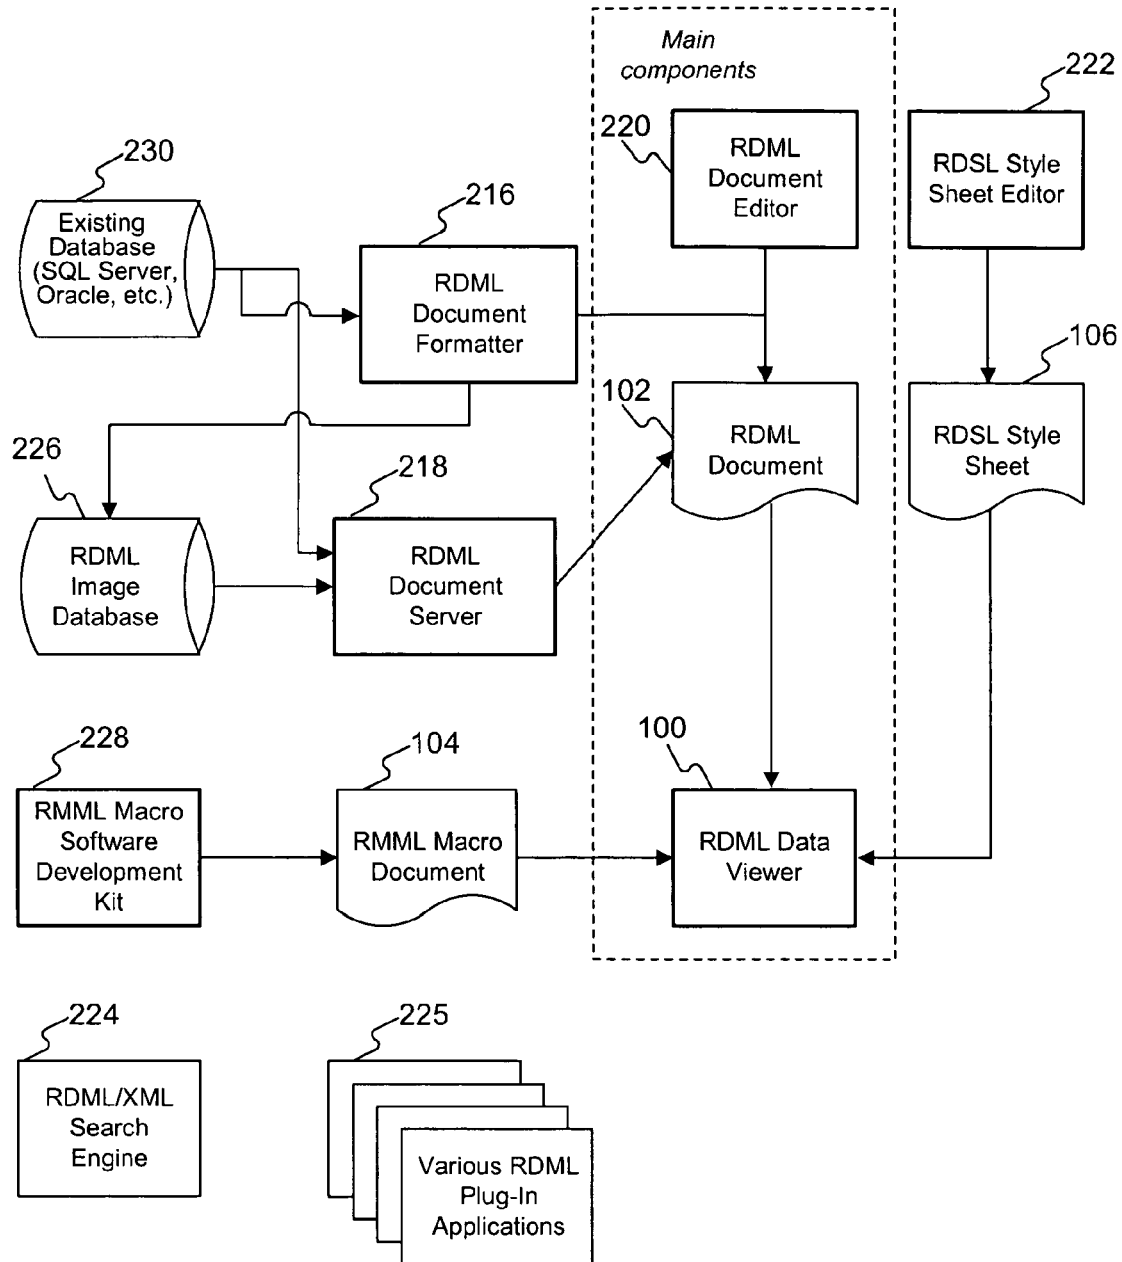 Main
components
222
220
RDML
Document
Editor
RDSL Style
Sheet Editor
230
Existing
Database
(SQL Server,
Oracle, etc.)
216
RDML
Document
Formatter
106
102
RDML
Document
RDSL Style
Sheet
226
RDML
Image
Database
218
RDML
Document
Server
228
RMML Macro
Software
Development
Kit
104
RMML Macro
Document
100
RDML Data
Viewer
224
RDML/XML
Search
Engine
225
Various RDML
Plug-In
Applications